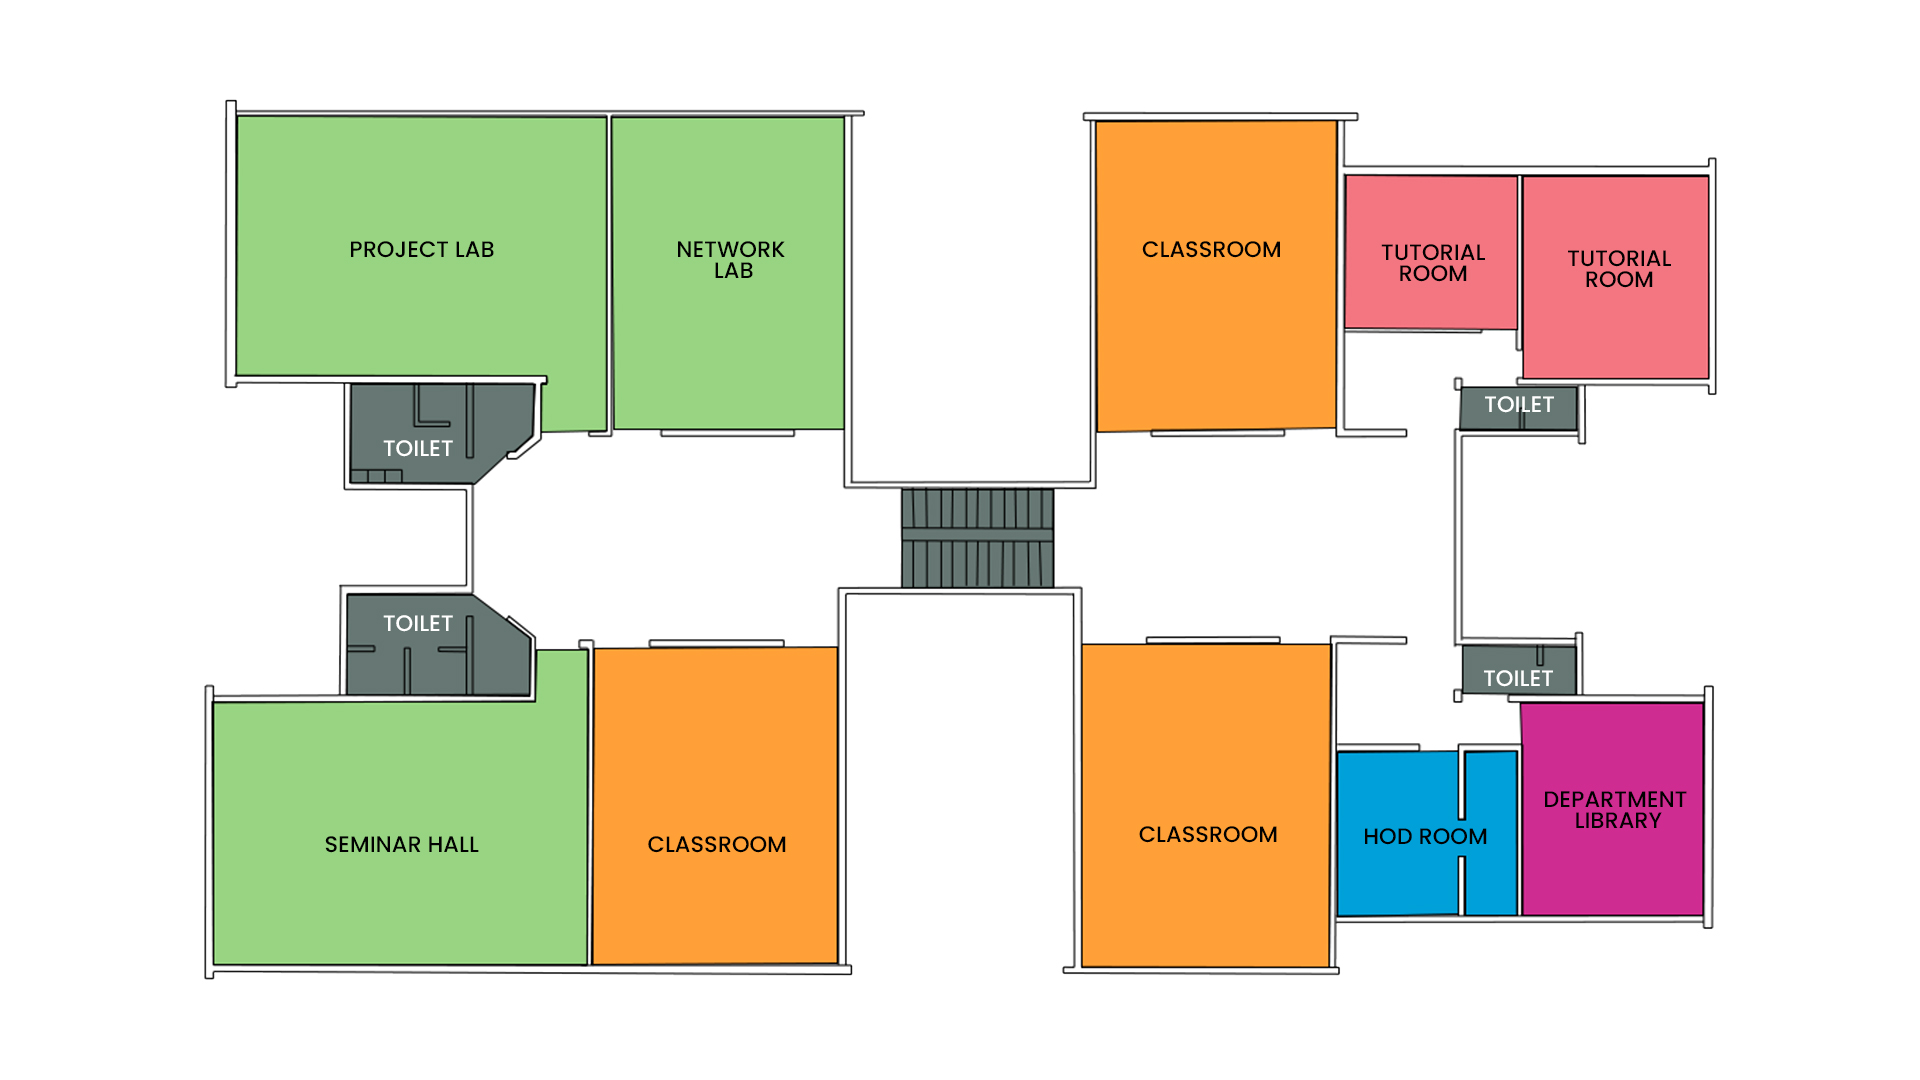 PROJECT LAB
NETWORK
LAB
CLASSROOM
TUTORIAL
ROOM
TUTORIAL
ROOM
TOILET
TOILET
TOILET
TOILET
SEMINAR HALL
CLASSROOM
CLASSROOM
HOD ROOM
DEPARTMENT
LIBRARY